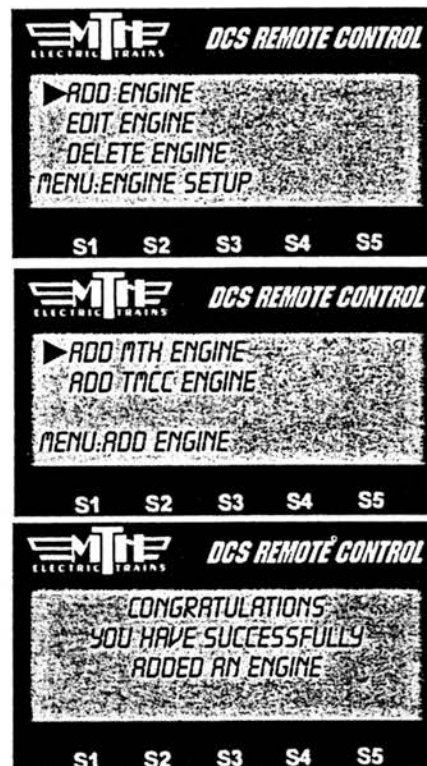 MTH DCS REMOTE CONTROL
ELECTRIC TRAINS
▶ADD ENGINE
EDIT ENGINE
DELETE ENGINE
MENU:ENGINE SETUP
S1 S2 S3 S4 S5
MTH DCS REMOTE CONTROL
ELECTRIC TRAINS
▶ADD MTH ENGINE
ADD TMCC ENGINE
MENU:ADD ENGINE
S1 S2 S3 S4 S5
MTH DCS REMOTE CONTROL
ELECTRIC TRAINS
CONGRATULATIONS
YOU HAVE SUCCESSFULLY
ADDED AN ENGINE
S1 S2 S3 S4 S5